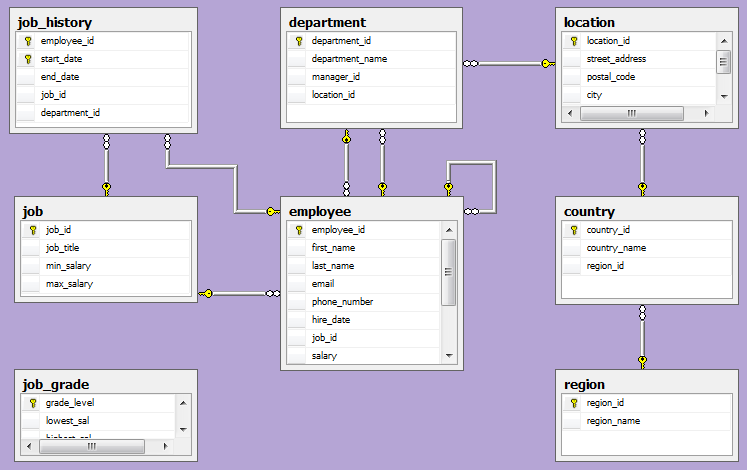 job_history
employee_id
start_date
end_date
job_id
department_id
department
department_id
department_name
manager_id
location_id
location
location_id
street_address
postal_code
city
job
job_id
job_title
min_salary
max_salary
employee
employee_id
first_name
last_name
email
phone_number
hire_date
job_id
salary
country
country_id
country_name
region_id
job_grade
grade_level
lowest_sal
highest_sal
region
region_id
region_name